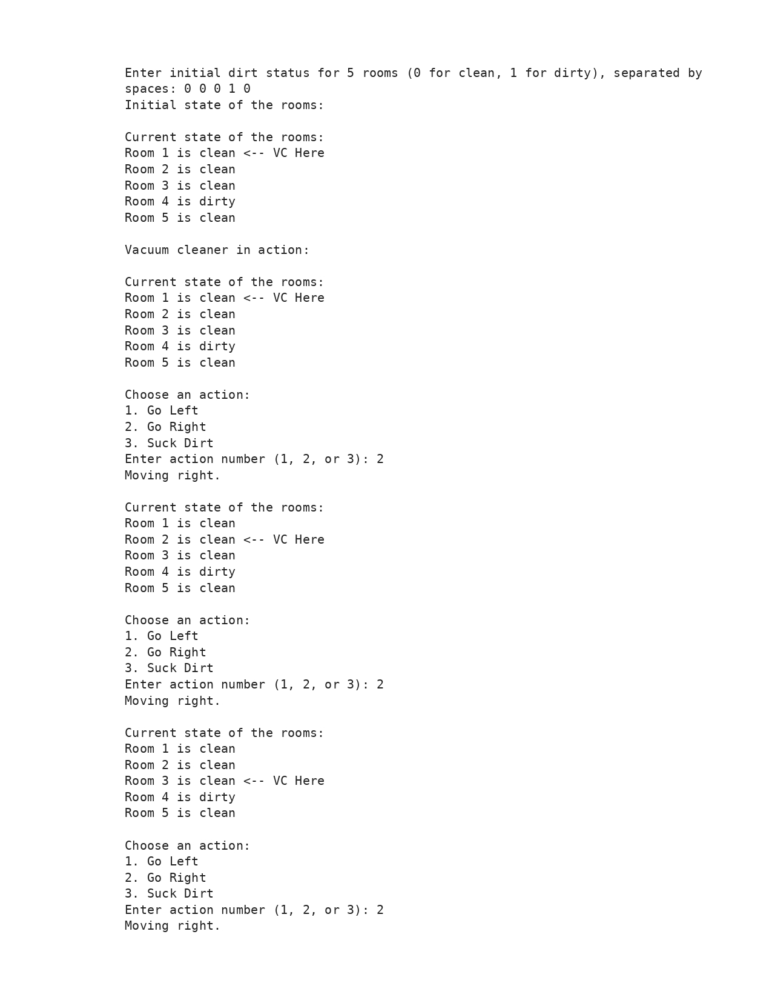 Enter initial dirt status for 5 rooms (0 for clean, 1 for dirty), separated by
spaces: 0 0 0 1 0
Initial state of the rooms:

Current state of the rooms:
Room 1 is clean <-- VC Here
Room 2 is clean
Room 3 is clean
Room 4 is dirty
Room 5 is clean

Vacuum cleaner in action:

Current state of the rooms:
Room 1 is clean <-- VC Here
Room 2 is clean
Room 3 is clean
Room 4 is dirty
Room 5 is clean

Choose an action:
1. Go Left
2. Go Right
3. Suck Dirt
Enter action number (1, 2, or 3): 2
Moving right.

Current state of the rooms:
Room 1 is clean
Room 2 is clean <-- VC Here
Room 3 is clean
Room 4 is dirty
Room 5 is clean

Choose an action:
1. Go Left
2. Go Right
3. Suck Dirt
Enter action number (1, 2, or 3): 2
Moving right.

Current state of the rooms:
Room 1 is clean
Room 2 is clean
Room 3 is clean <-- VC Here
Room 4 is dirty
Room 5 is clean

Choose an action:
1. Go Left
2. Go Right
3. Suck Dirt
Enter action number (1, 2, or 3): 2
Moving right.